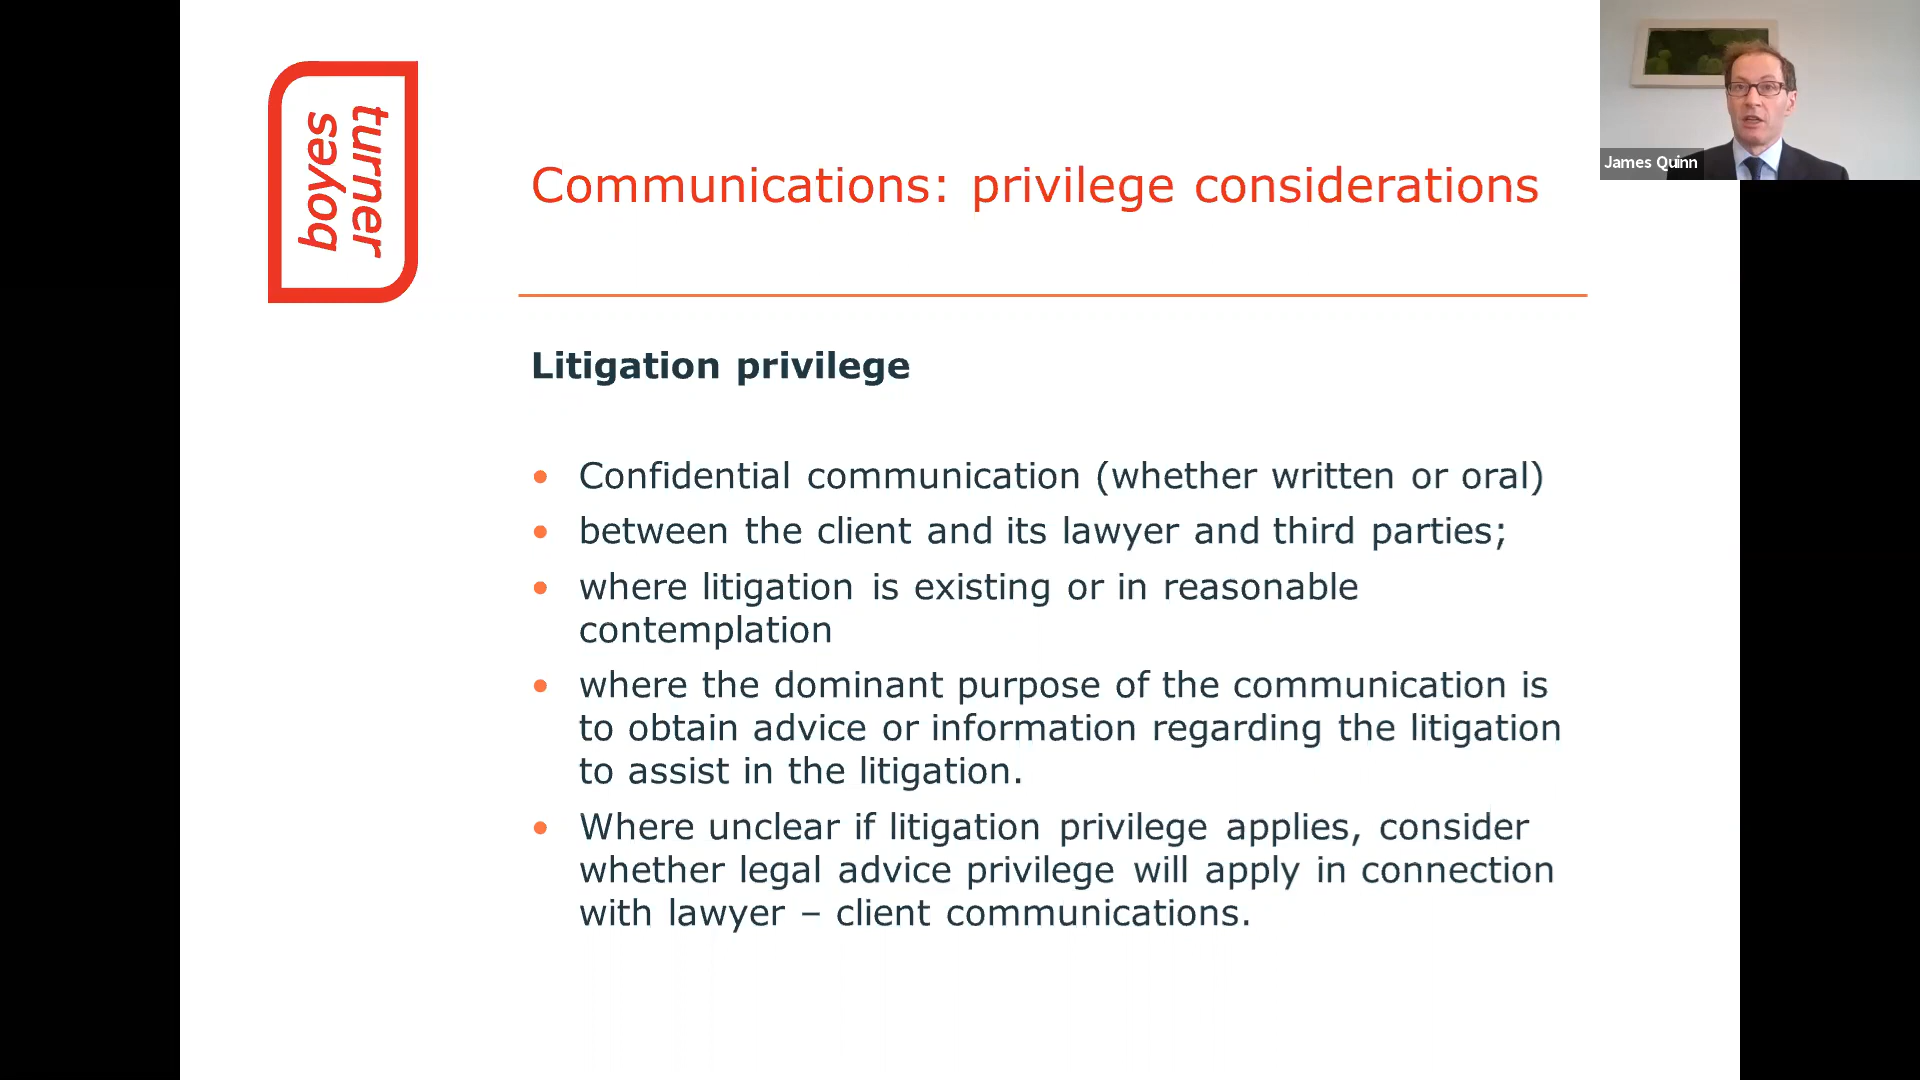 boyes
turner
Communications: privilege considerations
James Quinn
Litigation privilege
• Confidential communication (whether written or oral)
• between the client and its lawyer and third parties;
• where litigation is existing or in reasonable
contemplation
• where the dominant purpose of the communication is
to obtain advice or information regarding the litigation
to assist in the litigation.
• Where unclear if litigation privilege applies, consider
whether legal advice privilege will apply in connection
with lawyer – client communications.